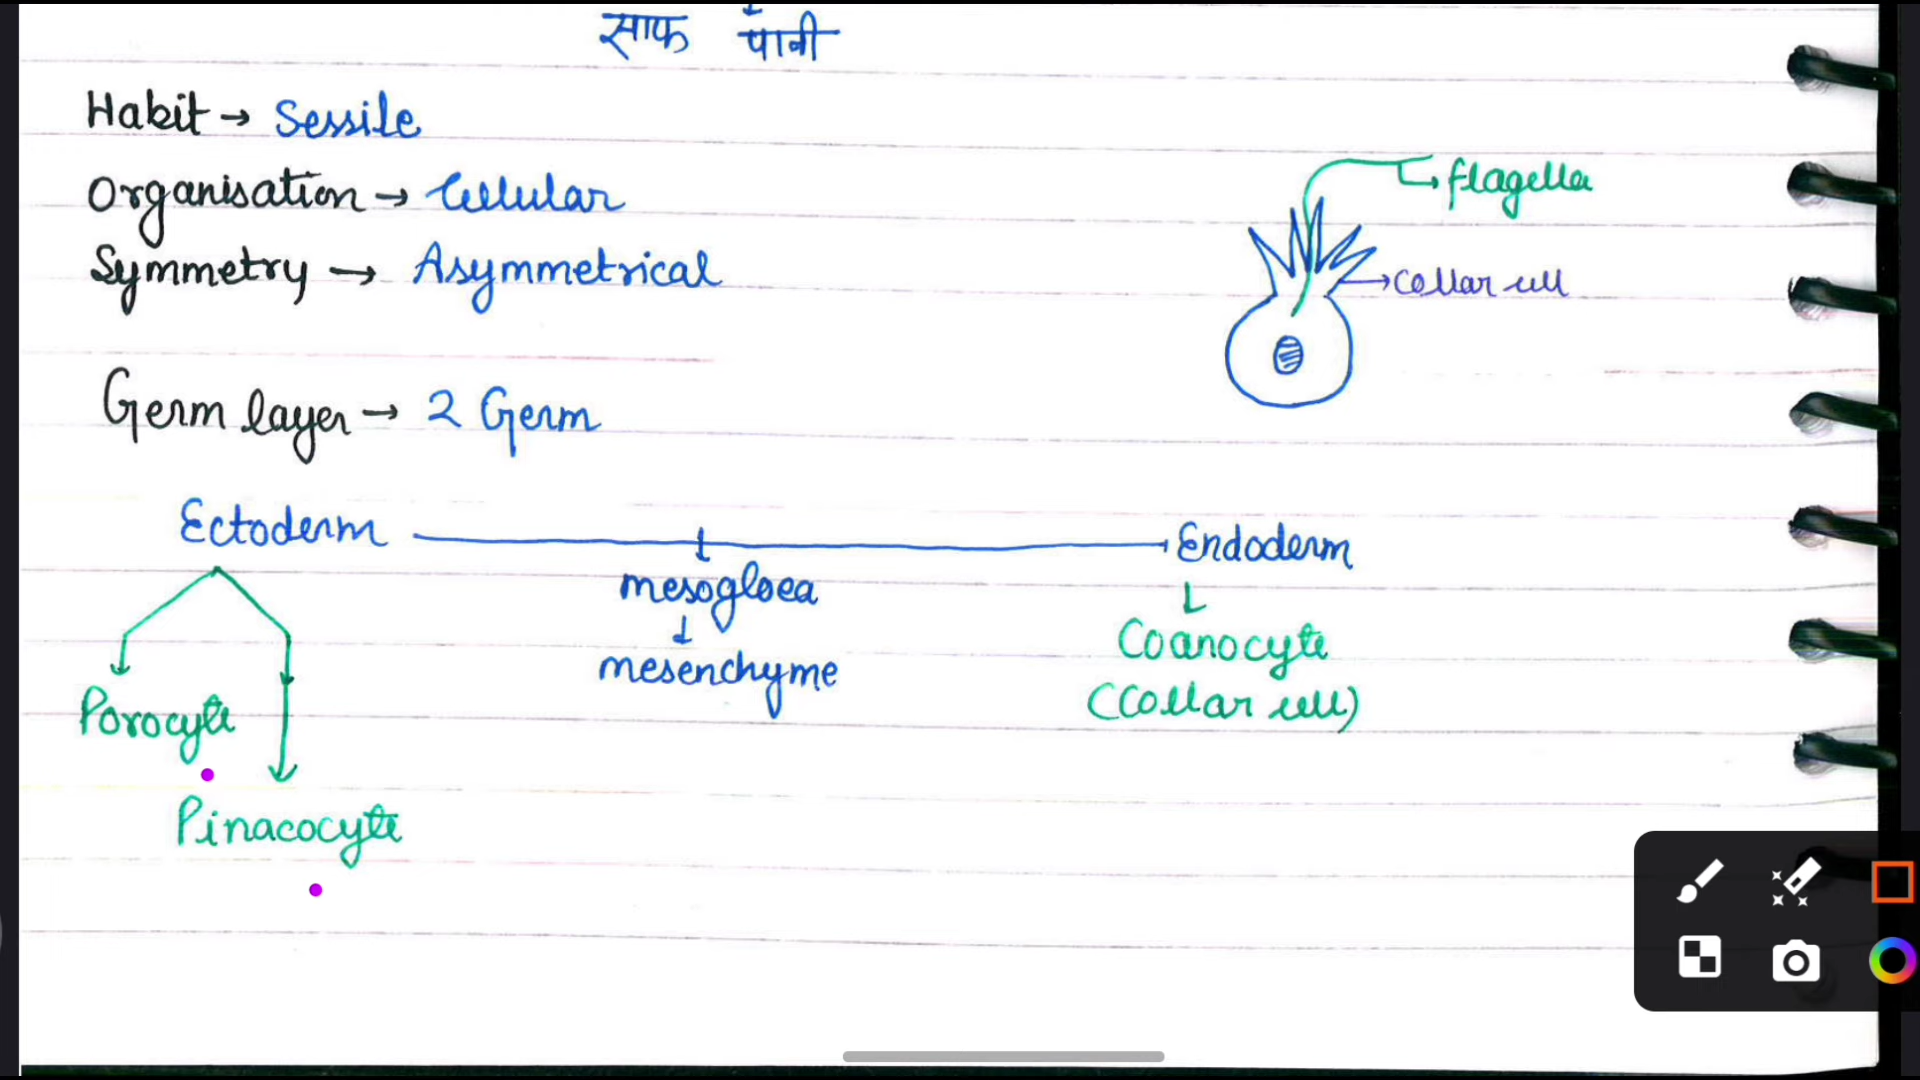 साफ पानी
Habit → Sessile
Organisation → Cellular
Symmetry → Asymmetrical
flagella
Collar cell
Germ layer → 2 Germ
Ectoderm
Endoderm
mesogloea
mesenchyme
Coanocyte
(Collar cell)
Porocyte
Pinacocyte